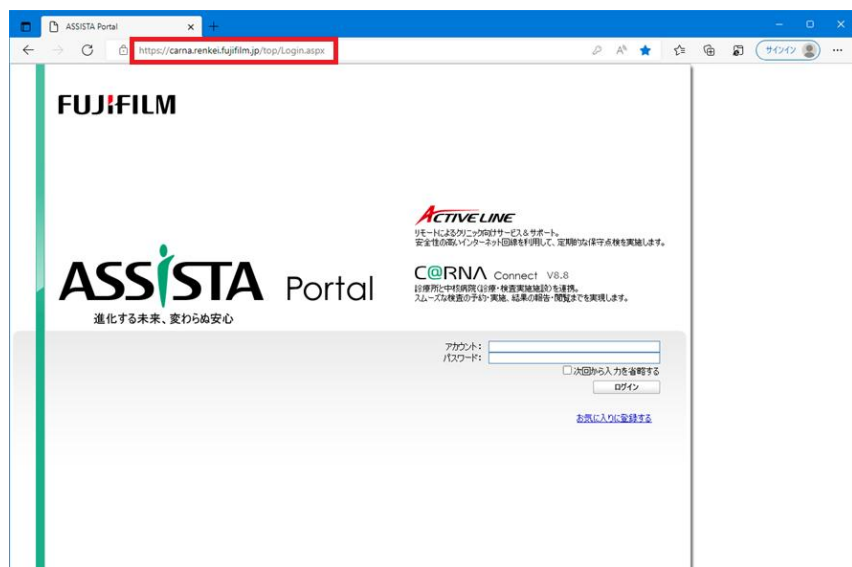 ASSISTA Portal
https://carna.renkei.fujifilm.jp/top/Login.aspx
サインイン
FUJIFILM
ACTIVE LINE
リモートによるクリニック向けサービス&サポート。
安全性の高いインターネット回線を利用して、定期的な保守点検を実施します。
ASSISTA Portal
進化する未来、変わらぬ安心
C@RNA Connect V8.8
診療所と中核病院(診療・検査実施施設)を連携。
スムーズな検査の予約・実施、結果の報告・閲覧までを実現します。
アカウント:
パスワード:
次回から入力を省略する
ログイン
お気に入りに登録する